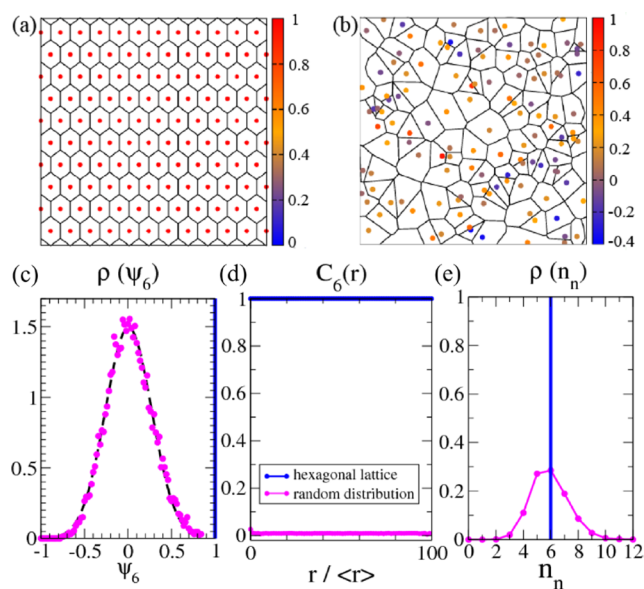 (a)
1
0.8
0.6
0.4
0.2
0
(b)
1
0.8
0.6
0.4
0.2
0
-0.2
-0.4
(c) ρ (ψ₆)
1.5
1
0.5
0
-1 -0.5 0 0.5 1
ψ₆
(d) C₆(r)
1
0.8
0.6
0.4
0.2
0
hexagonal lattice
random distribution
0 100
r / <r>
(e) ρ (nₙ)
1
0.8
0.6
0.4
0.2
0
0 2 4 6 8 10 12
nₙ